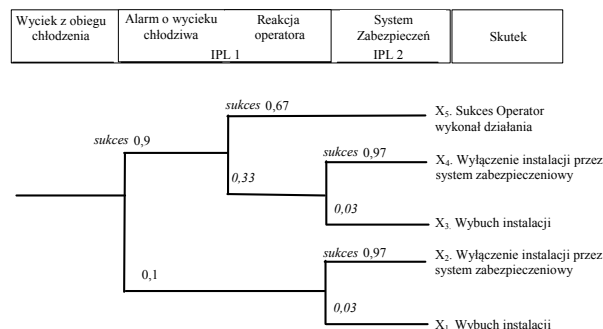 Wyciek z obiegu
chłodzenia
Alarm o wycieku
chłodziwa
Reakcja
operatora
IPL 1
System
Zabezpieczeń
IPL 2
Skutek
sukces 0,67
X5. Sukces Operator
wykonał działania
sukces 0,9
sukces 0,97
X4. Wyłączenie instalacji przez
system zabezpieczeniowy
0,33
0,03
X3. Wybuch instalacji
sukces 0,97
X2. Wyłączenie instalacji przez
system zabezpieczeniowy
0,1
0,03
X1. Wybuch instalacji